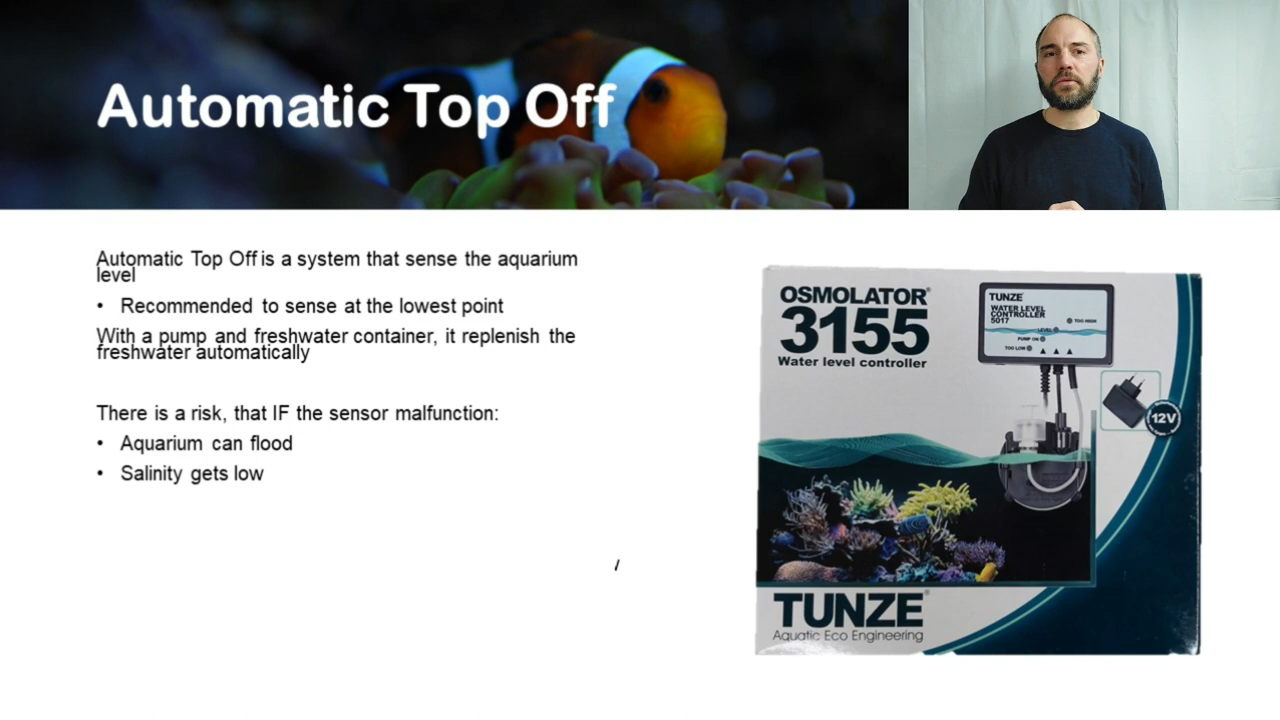 Automatic Top Off
Automatic Top Off is a system that sense the aquarium
level
• Recommended to sense at the lowest point
With a pump and freshwater container, it replenish the
freshwater automatically
There is a risk, that IF the sensor malfunction:
• Aquarium can flood
• Salinity gets low
/
OSMOLATOR®
3155
Water level controller
TUNZE®
WATER LEVEL
CONTROLLER
5017
TOO HIGH
LEVEL
PUMP ON
TOO LOW
12V
TUNZE®
Aquatic Eco Engineering